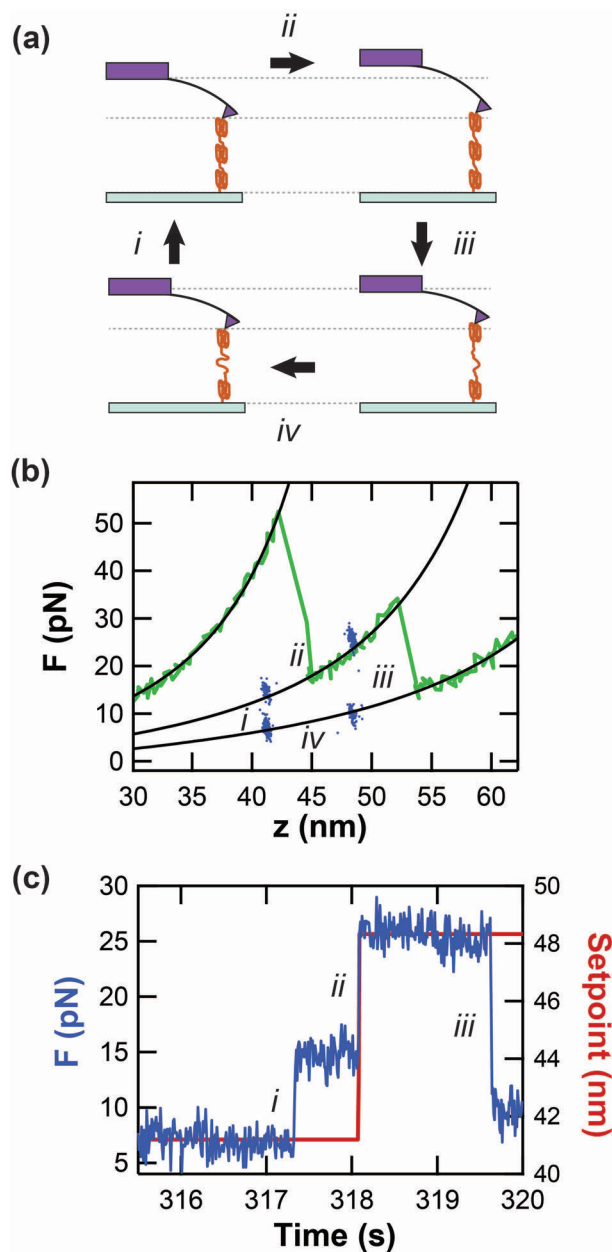 (a)
ii
i
iii
iv
(b)
F (pN)
50
40
30
20
10
0
ii
iii
i
iv
30 35 40 45 50 55 60
z (nm)
(c)
F (pN)
30
25
20
15
10
5
ii
i
iii
50
48
46
44
42
40
Setpoint (nm)
316 317 318 319 320
Time (s)